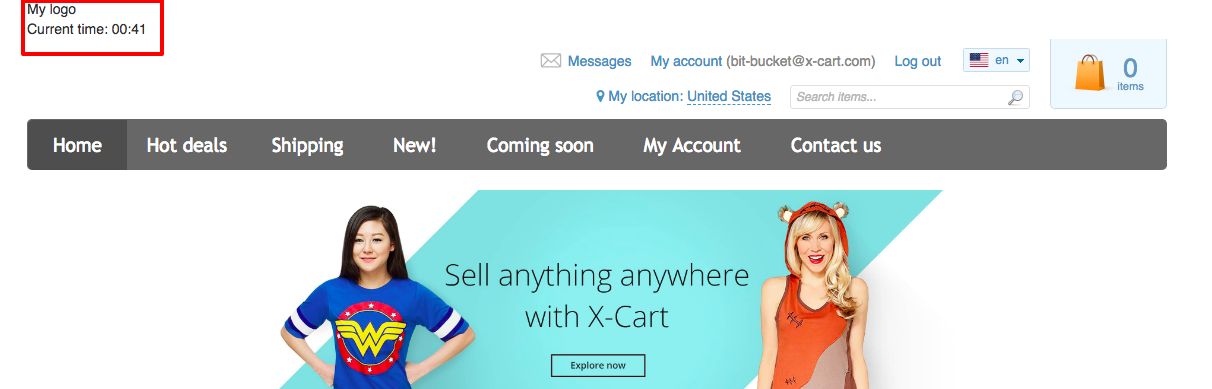 My logo
Current time: 00:41
Messages My account (bit-bucket@x-cart.com) Log out en
0
items
My location: United States Search items...
Home Hot deals Shipping New! Coming soon My Account Contact us
Sell anything anywhere
with X-Cart
Explore now